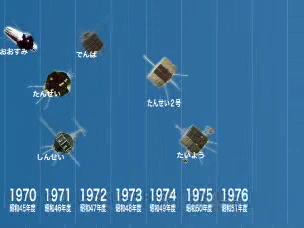 おおすみ
でんぱ
たんせい
たんせい2号
しんせい
たいよう
1970 1971 1972 1973 1974 1975 1976
昭和45年度 昭和46年度 昭和47年度 昭和48年度 昭和49年度 昭和50年度 昭和51年度